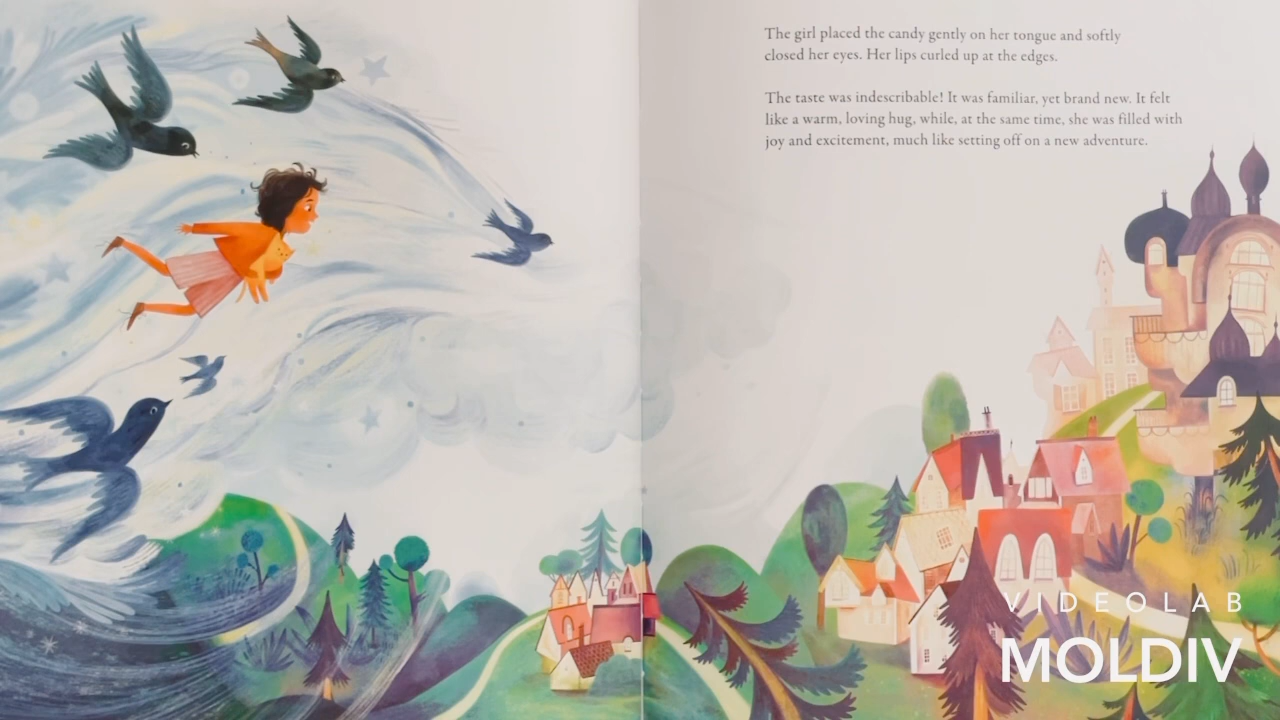 The girl placed the candy gently on her tongue and softly
closed her eyes. Her lips curled up at the edges.
The taste was indescribable! It was familiar, yet brand new. It felt
like a warm, loving hug, while, at the same time, she was filled with
joy and excitement, much like setting off on a new adventure.
VIDEOLAB
MOLDIV